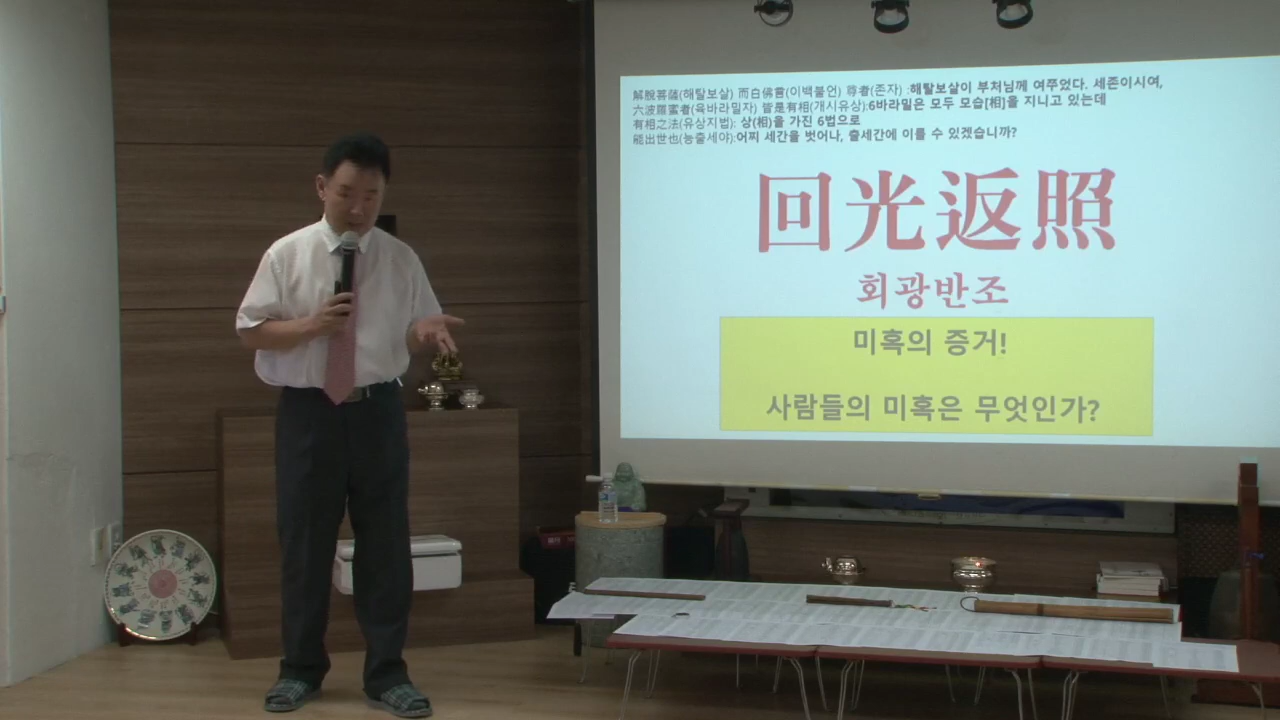 解脫菩薩(해탈보살) 而白佛言(이백불언) 尊者(존자) :해탈보살이 부처님께 여쭈었다. 세존이시여,
六波羅蜜者(육바라밀자) 皆是有相(개시유상):6바라밀은 모두 모습[相]을 지니고 있는데
有相之法(유상지법): 상(相)을 가진 6법으로
能出世也(능출세야):어찌 세간을 벗어나, 출세간에 이를 수 있겠습니까?
回光返照
회광반조
미혹의 증거!
사람들의 미혹은 무엇인가?